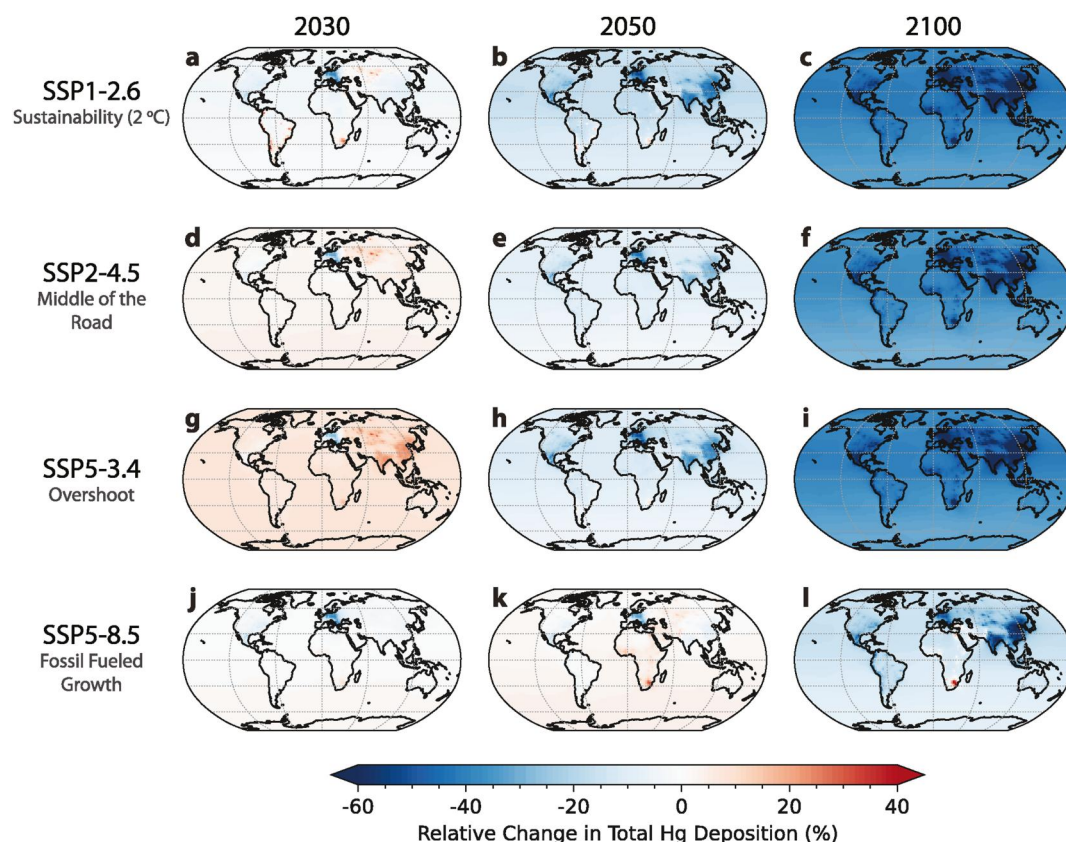 2030 2050 2100
a b c
SSP1-2.6
Sustainability (2 ºC)
d e f
SSP2-4.5
Middle of the
Road
g h i
SSP5-3.4
Overshoot
j k l
SSP5-8.5
Fossil Fueled
Growth
-60 -40 -20 0 20 40
Relative Change in Total Hg Deposition (%)